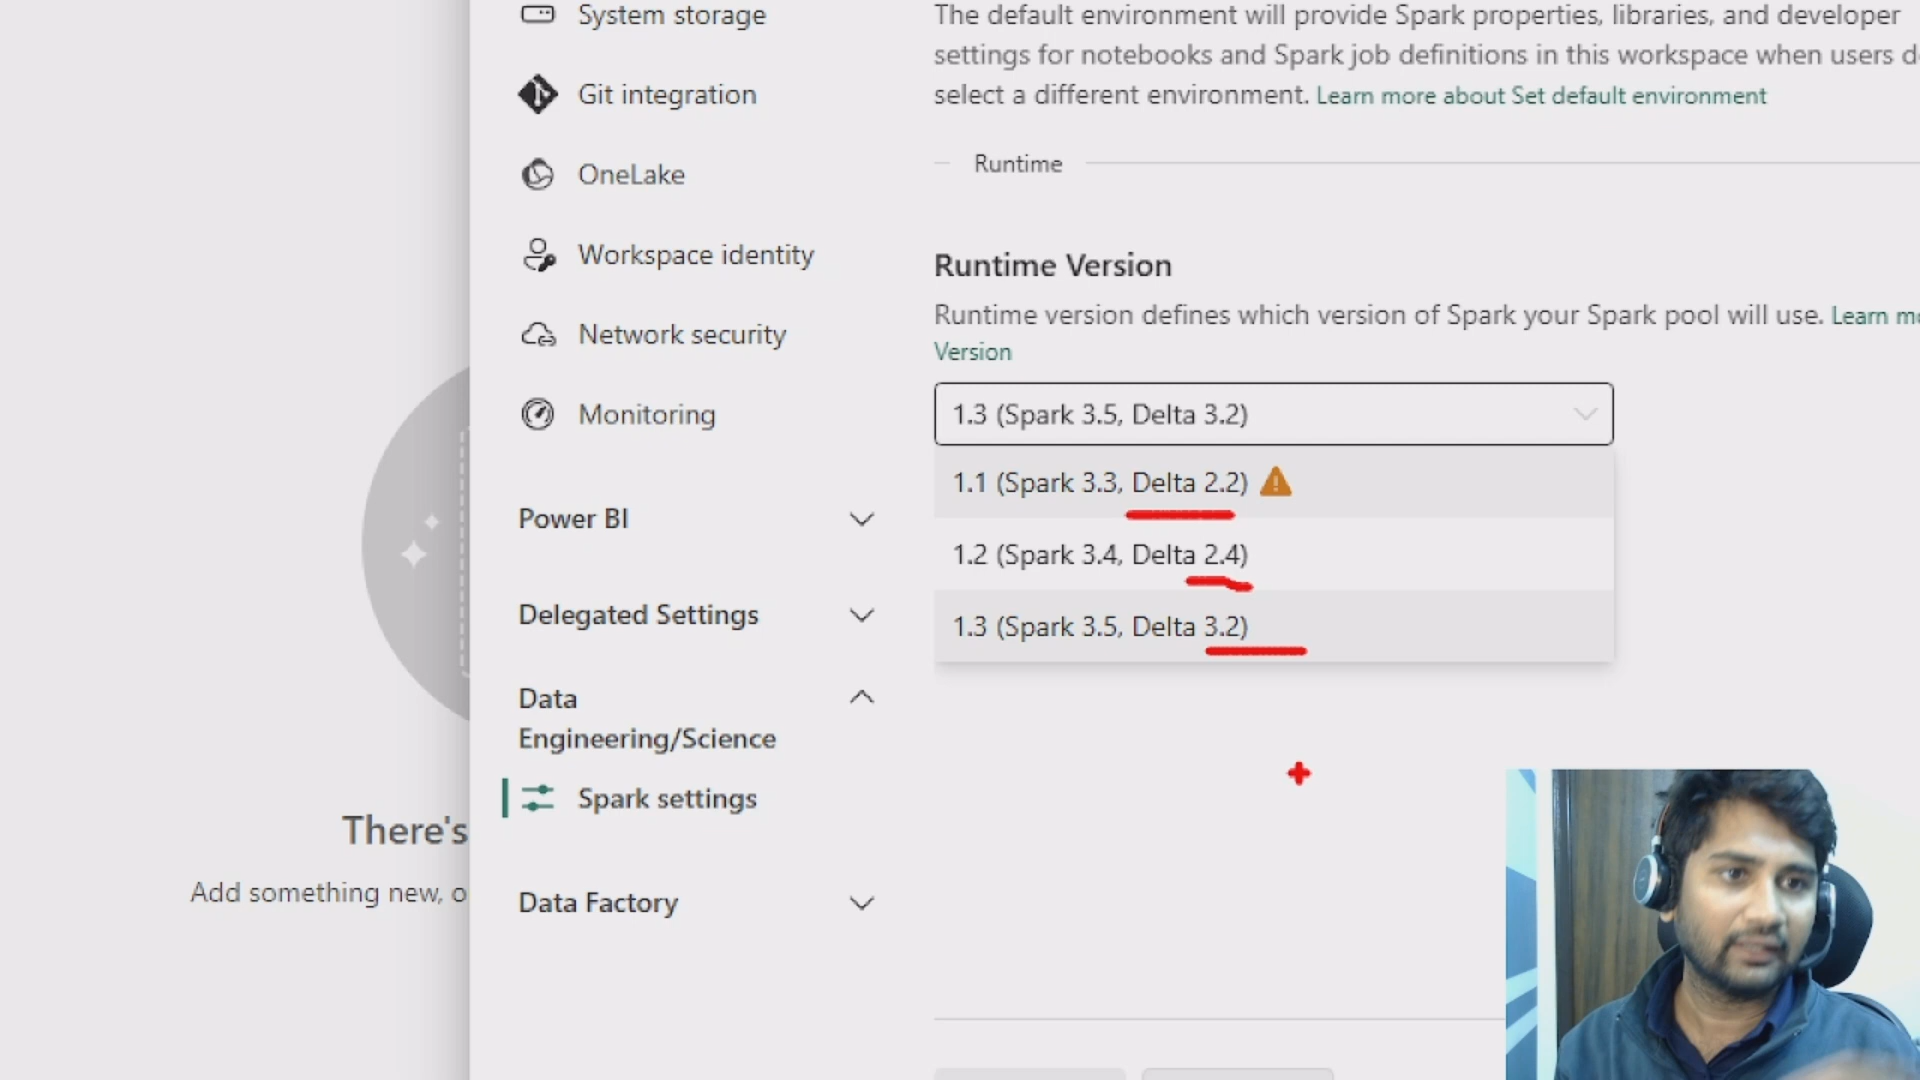 System storage
Git integration
OneLake
Workspace identity
Network security
Monitoring
Power BI
Delegated Settings
Data
Engineering/Science
Spark settings
Data Factory
There's
Add something new, o
The default environment will provide Spark properties, libraries, and developer
settings for notebooks and Spark job definitions in this workspace when users d
select a different environment. Learn more about Set default environment
Runtime
Runtime Version
Runtime version defines which version of Spark your Spark pool will use. Learn mo
Version
1.3 (Spark 3.5, Delta 3.2)
1.1 (Spark 3.3, Delta 2.2)
1.2 (Spark 3.4, Delta 2.4)
1.3 (Spark 3.5, Delta 3.2)